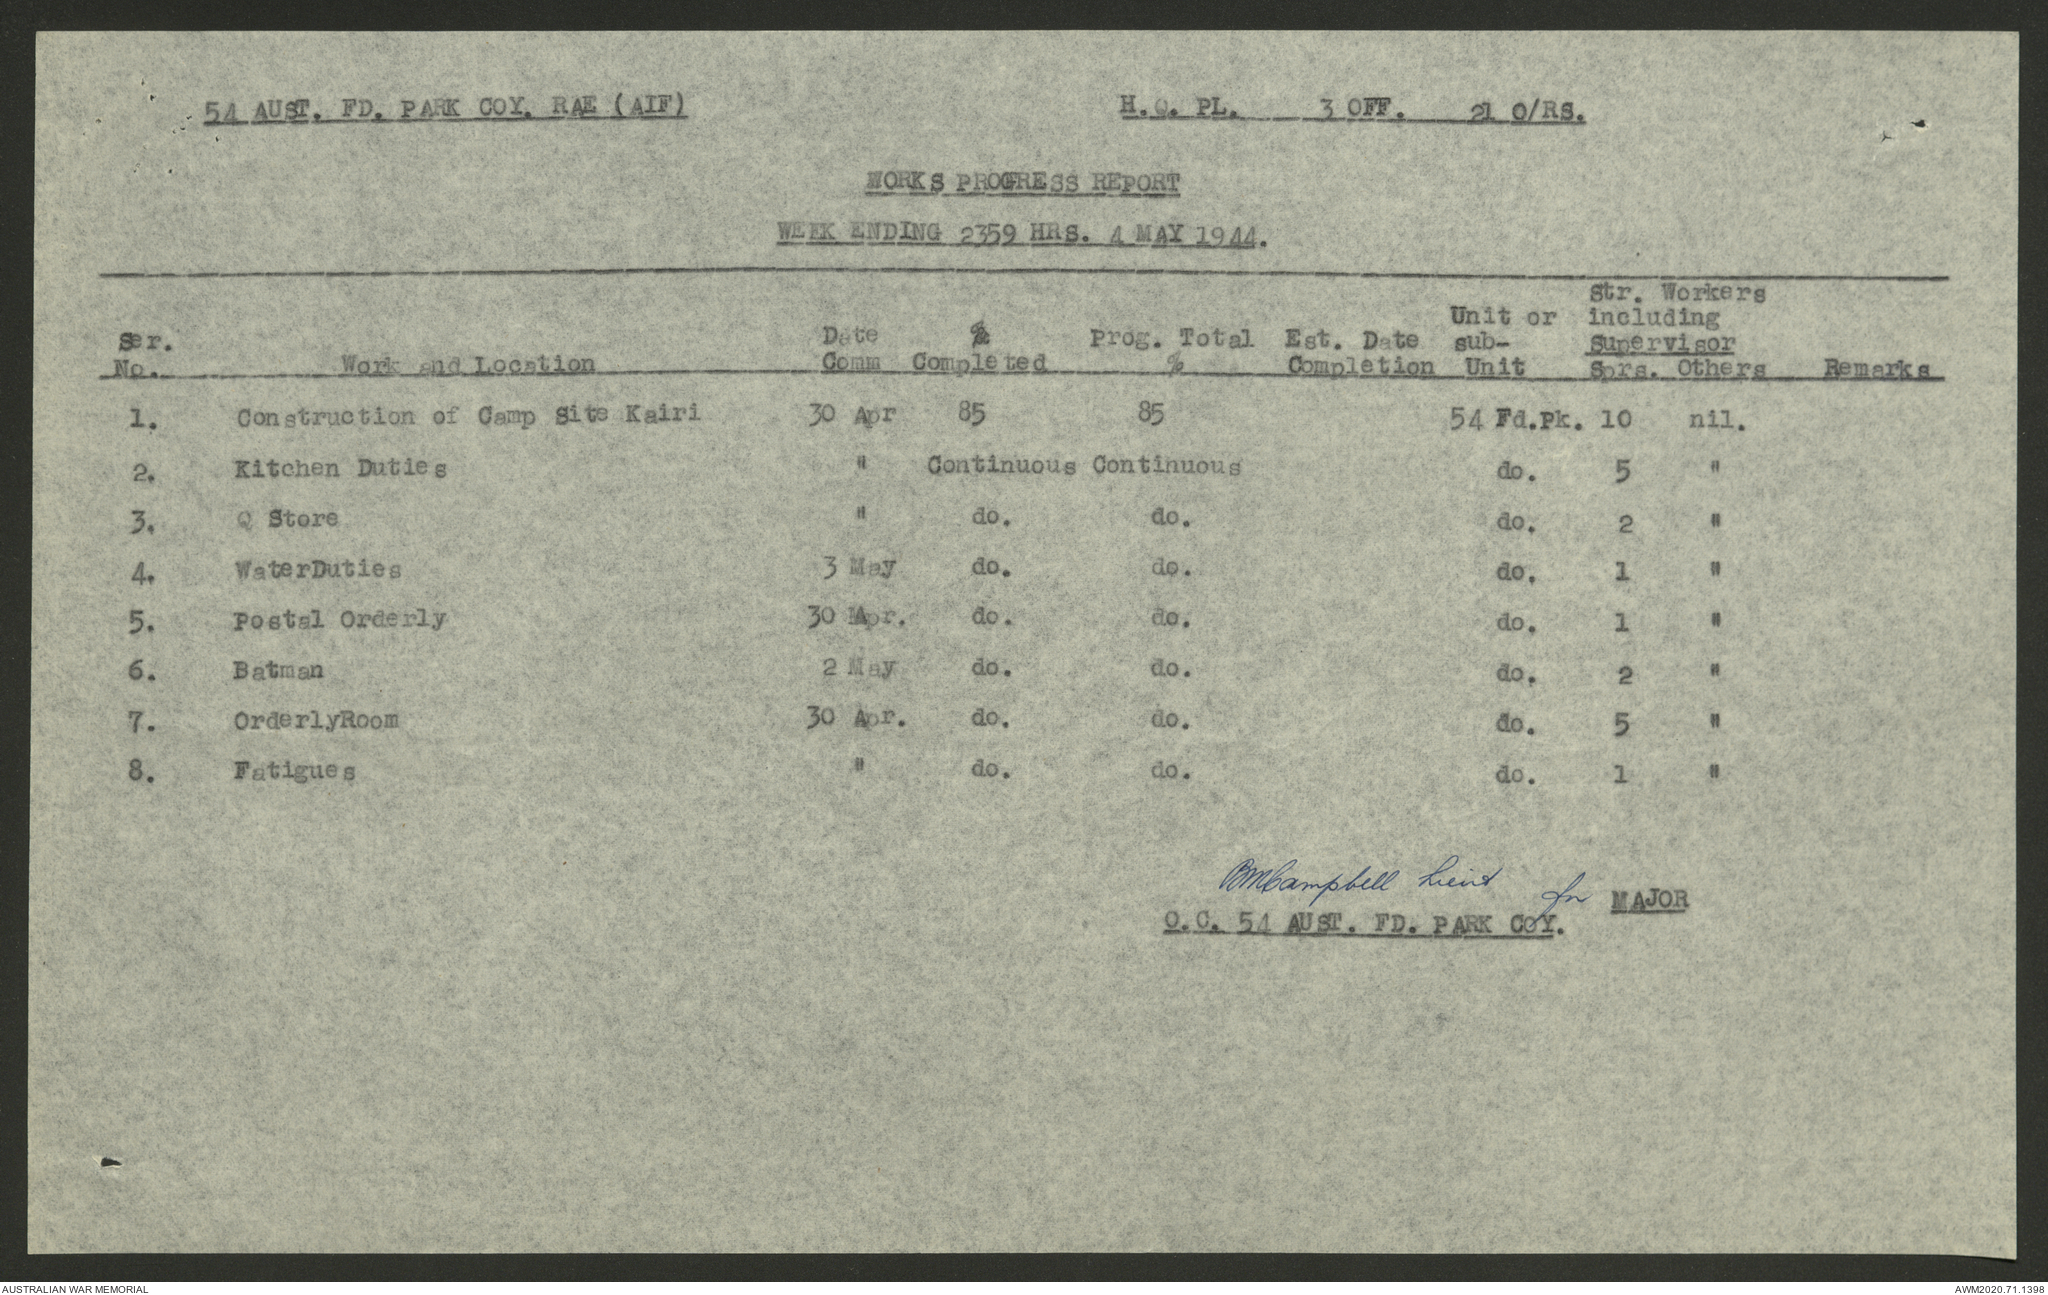 54 AUST. FD. PARK COY. RAE (AIF) H.Q. PL. 3 OFF. 21 O/RS.
WORKS PROGRESS REPORT
WEEK ENDING 2359 HRS. 4 MAY 1944.
Ser. No. Work and Location Date Comm % Completed Prog. Total % Est. Date Completion Unit or sub-Unit Str. Workers including Supervisor Sprs. Others Remarks
1. Construction of Camp Site Kairi 30 Apr 85 85 54 Fd.Pk. 10 nil.
2. Kitchen Duties " Continuous Continuous do. 5 "
3. Q Store " do. do. do. 2 "
4. WaterDuties 3 May do. do. do. 1 "
5. Postal Orderly 30 Apr. do. do. do. 1 "
6. Batman 2 May do. do. do. 2 "
7. OrderlyRoom 30 Apr. do. do. do. 5 "
8. Fatigues " do. do. do. 1 "
BMCampbell Lieut for MAJOR
O.C. 54 AUST. FD. PARK COY.
AUSTRALIAN WAR MEMORIAL AWM2020.71.1398